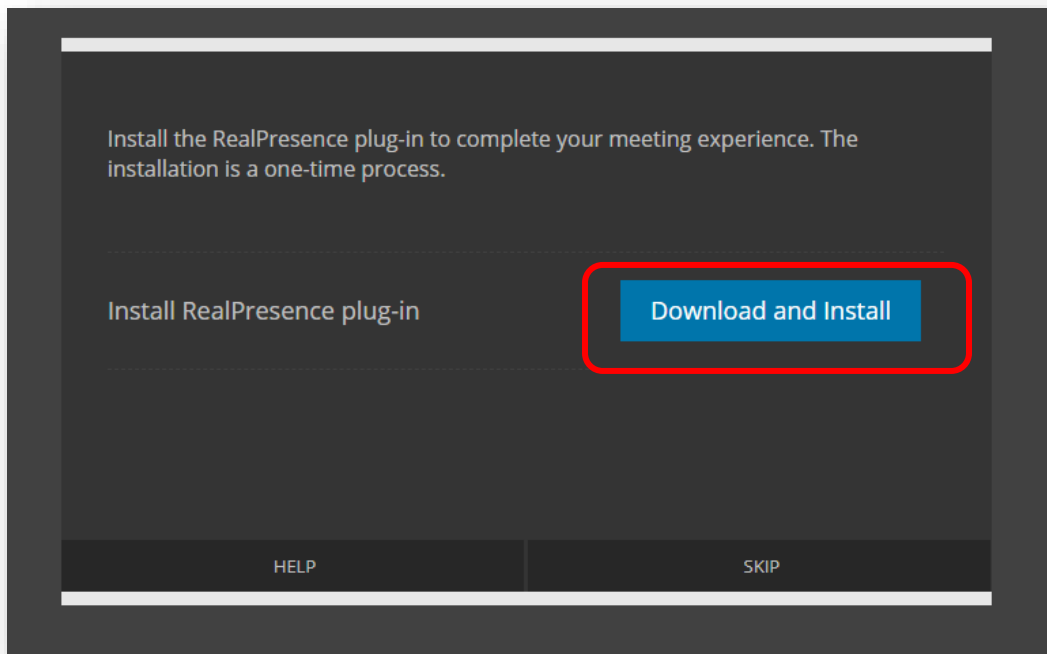 Install the RealPresence plug-in to complete your meeting experience. The
installation is a one-time process.
Install RealPresence plug-in
Download and Install
HELP
SKIP